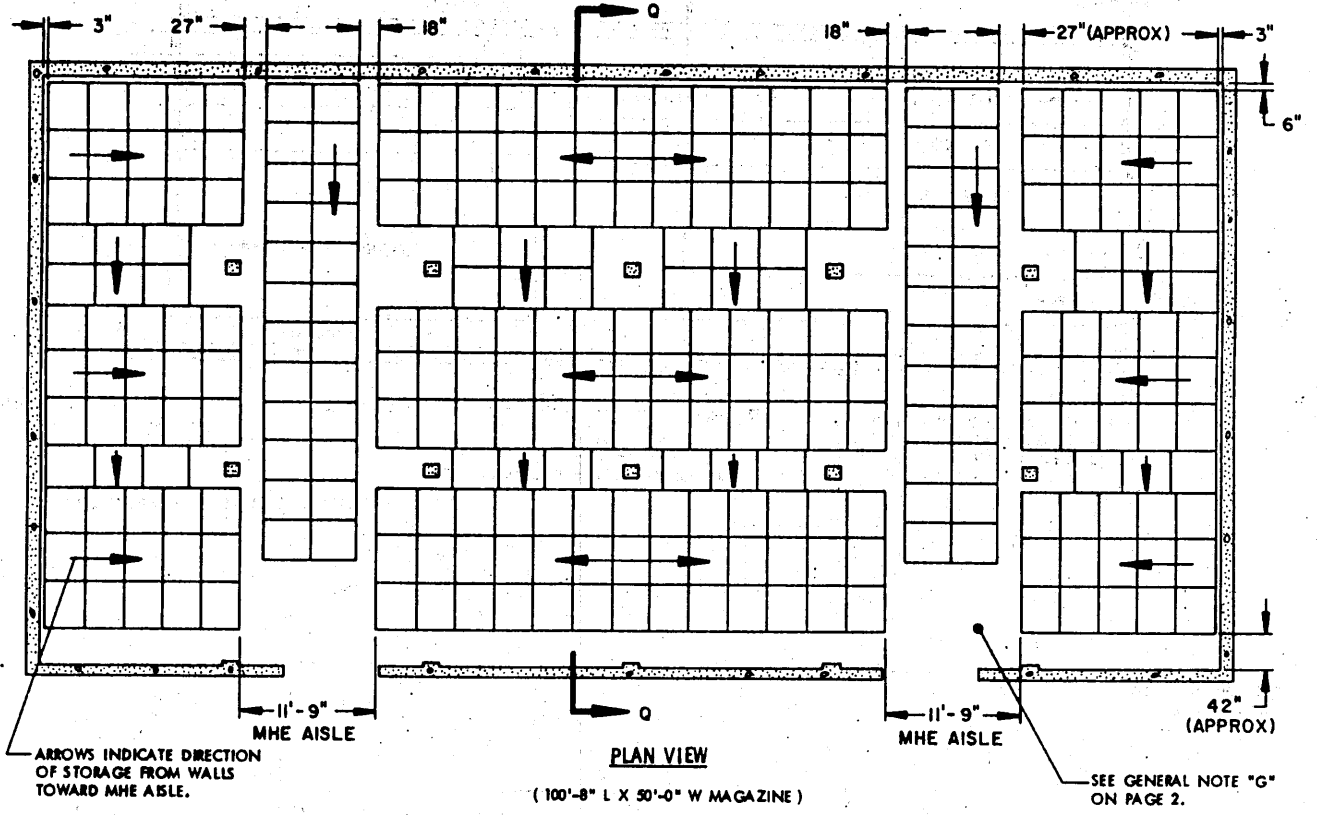 Q
3"
27"
18"
18"
27"(APPROX)
3"
6"
11'-9"
MHE AISLE
Q
11'-9"
MHE AISLE
42"
(APPROX)
ARROWS INDICATE DIRECTION
OF STORAGE FROM WALLS
TOWARD MHE AISLE.
PLAN VIEW
( 100'-8" L X 50'-0" W MAGAZINE )
SEE GENERAL NOTE "G"
ON PAGE 2.